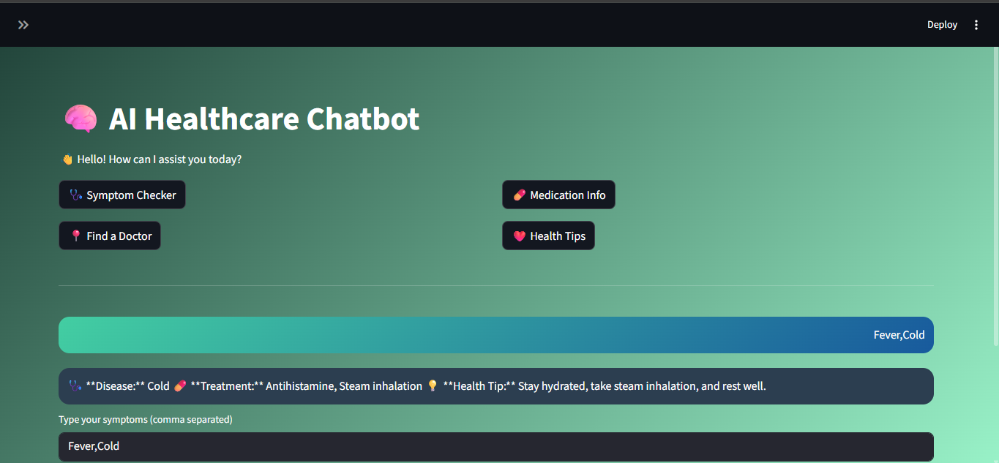 Deploy
AI Healthcare Chatbot
👋 Hello! How can I assist you today?
🩺 Symptom Checker
💊 Medication Info
📍 Find a Doctor
❤️ Health Tips
Fever,Cold
🩺 **Disease:** Cold 💊 **Treatment:** Antihistamine, Steam inhalation 💡 **Health Tip:** Stay hydrated, take steam inhalation, and rest well.
Type your symptoms (comma separated)
Fever,Cold